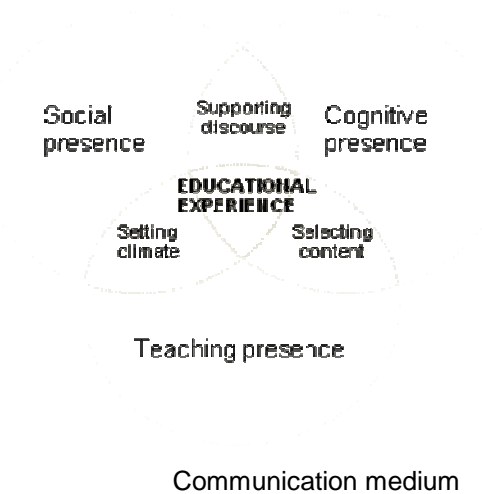 Social
presence
Supporting
discourse
Cognitive
presence
EDUCATIONAL
EXPERIENCE
Setting
climate
Selecting
content
Teaching presence
Communication medium